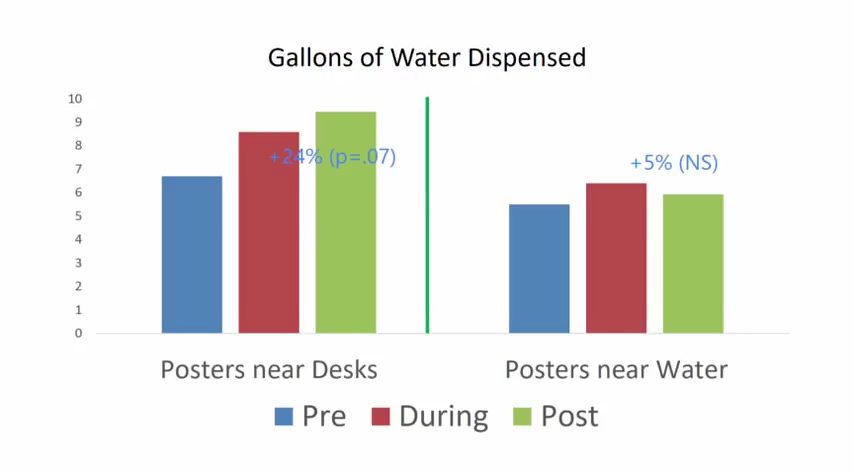 Gallons of Water Dispensed
10
9
8
7
6
5
4
3
2
1
0
+24% (p=.07)
+5% (NS)
Posters near Desks
Posters near Water
Pre During Post